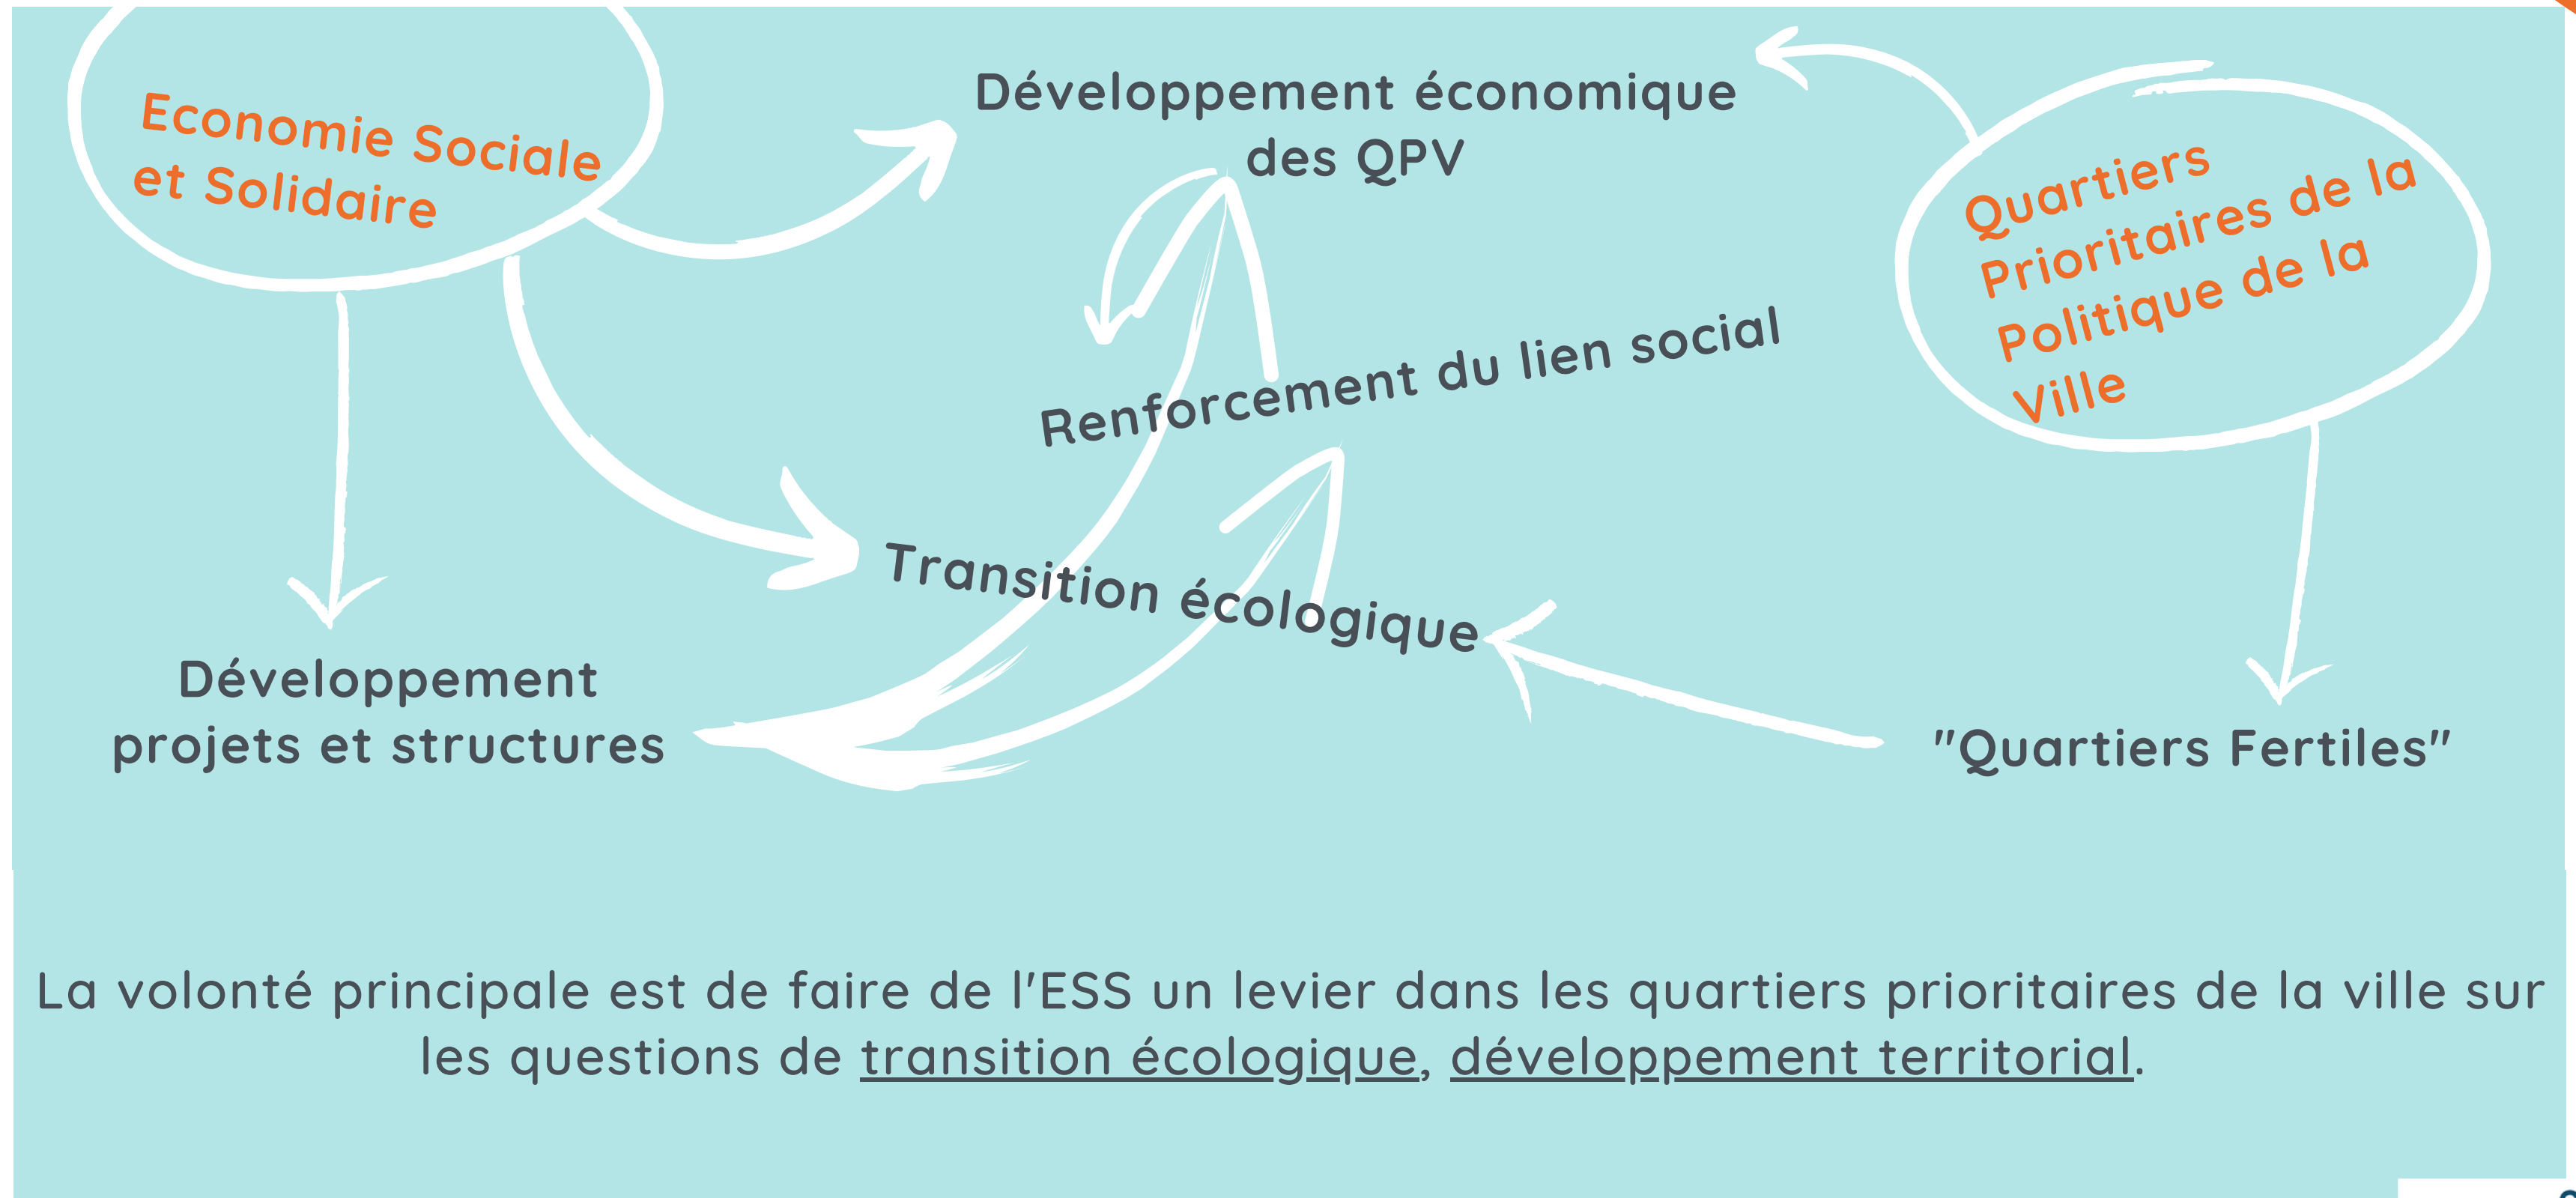 Economie Sociale
et Solidaire
Développement économique
des QPV
Quartiers
Prioritaires de la
Politique de la
Ville
Renforcement du lien social
Transition écologique
Développement
projets et structures
"Quartiers Fertiles"
La volonté principale est de faire de l'ESS un levier dans les quartiers prioritaires de la ville sur
les questions de transition écologique, développement territorial.